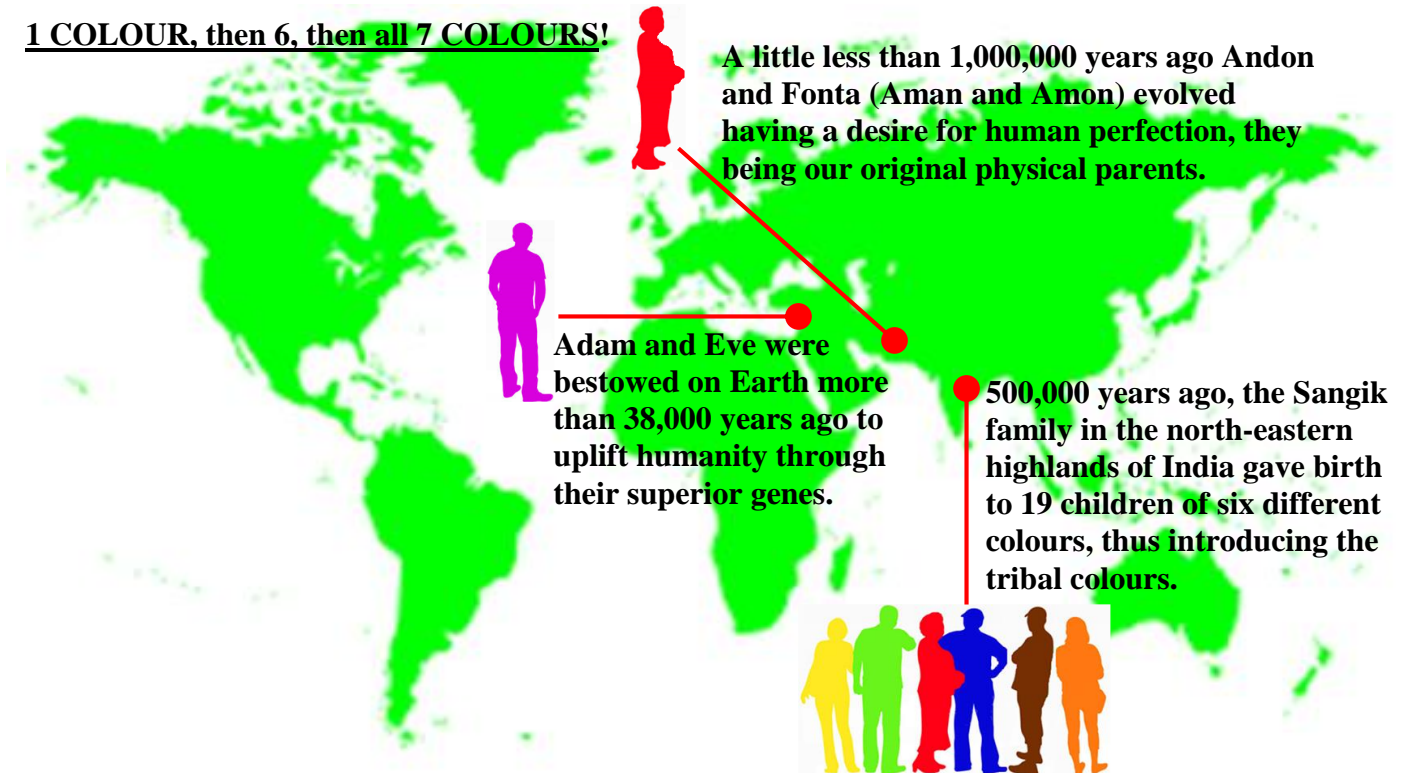 1 COLOUR, then 6, then all 7 COLOURS!
A little less than 1,000,000 years ago Andon
and Fonta (Aman and Amon) evolved
having a desire for human perfection, they
being our original physical parents.
Adam and Eve were
bestowed on Earth more
than 38,000 years ago to
uplift humanity through
their superior genes.
500,000 years ago, the Sangik
family in the north-eastern
highlands of India gave birth
to 19 children of six different
colours, thus introducing the
tribal colours.